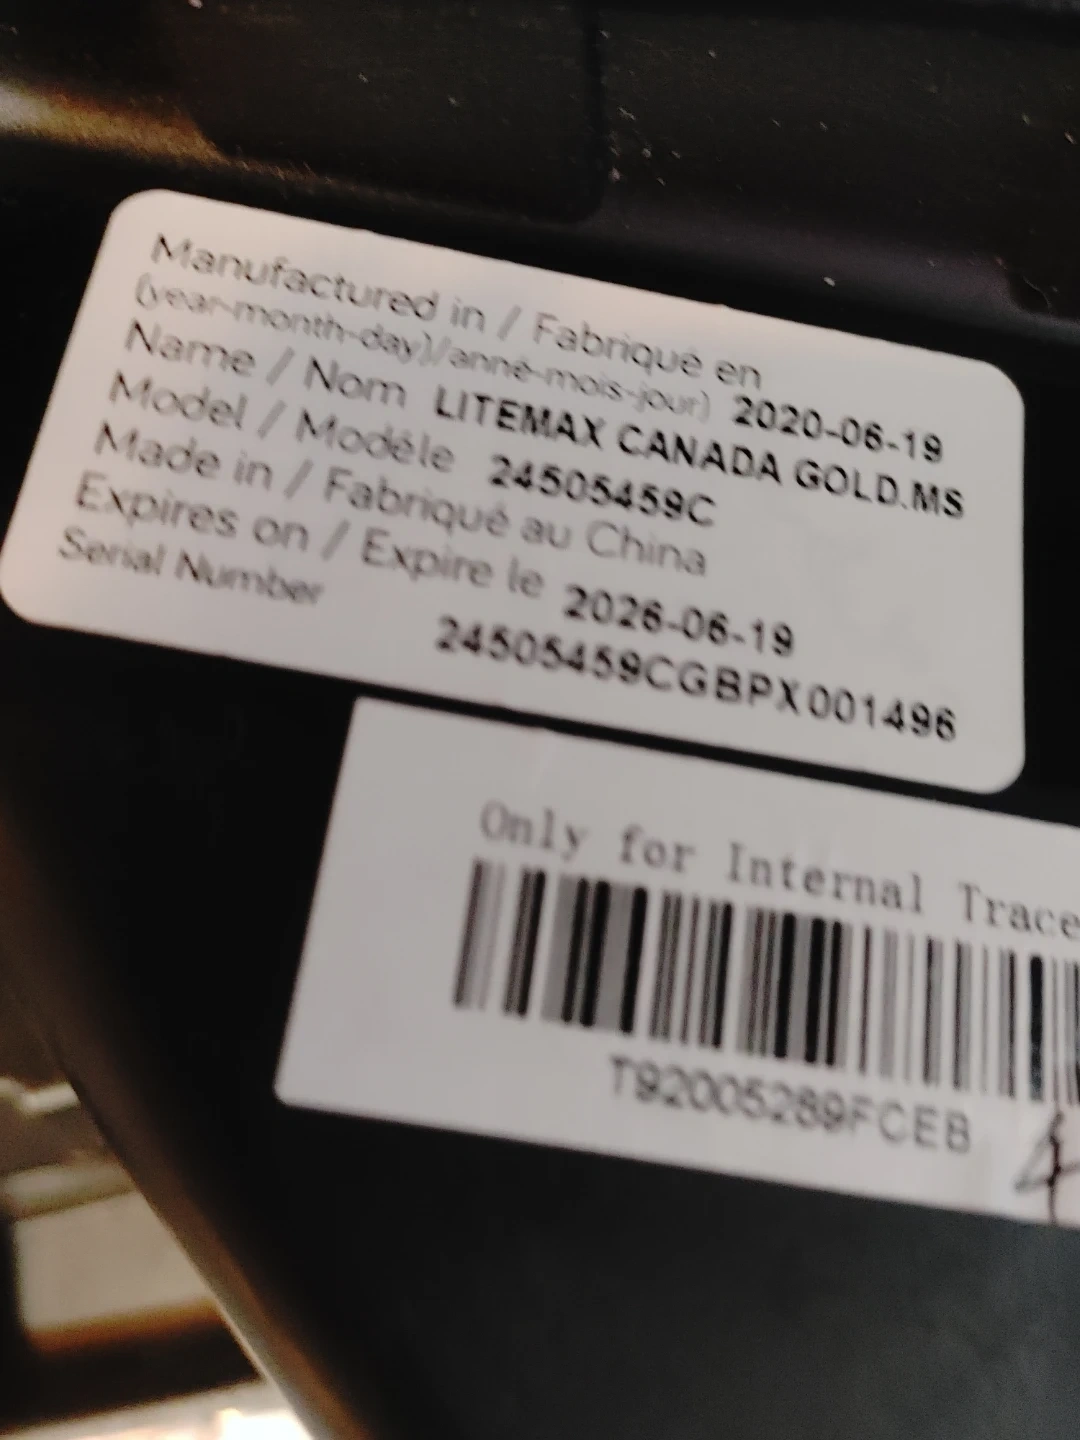 Manufactured in / Fabriqué en
(year-month-day)/anné-mois-jour) 2020-06-19
Name / Nom LITEMAX CANADA GOLD.MS
Model / Modèle 24505459C
Made in / Fabriqué au China
Expires on / Expire le 2026-06-19
Serial Number 24505459CGBPX001496
Only for Internal Trace
T92005289FCEB
4